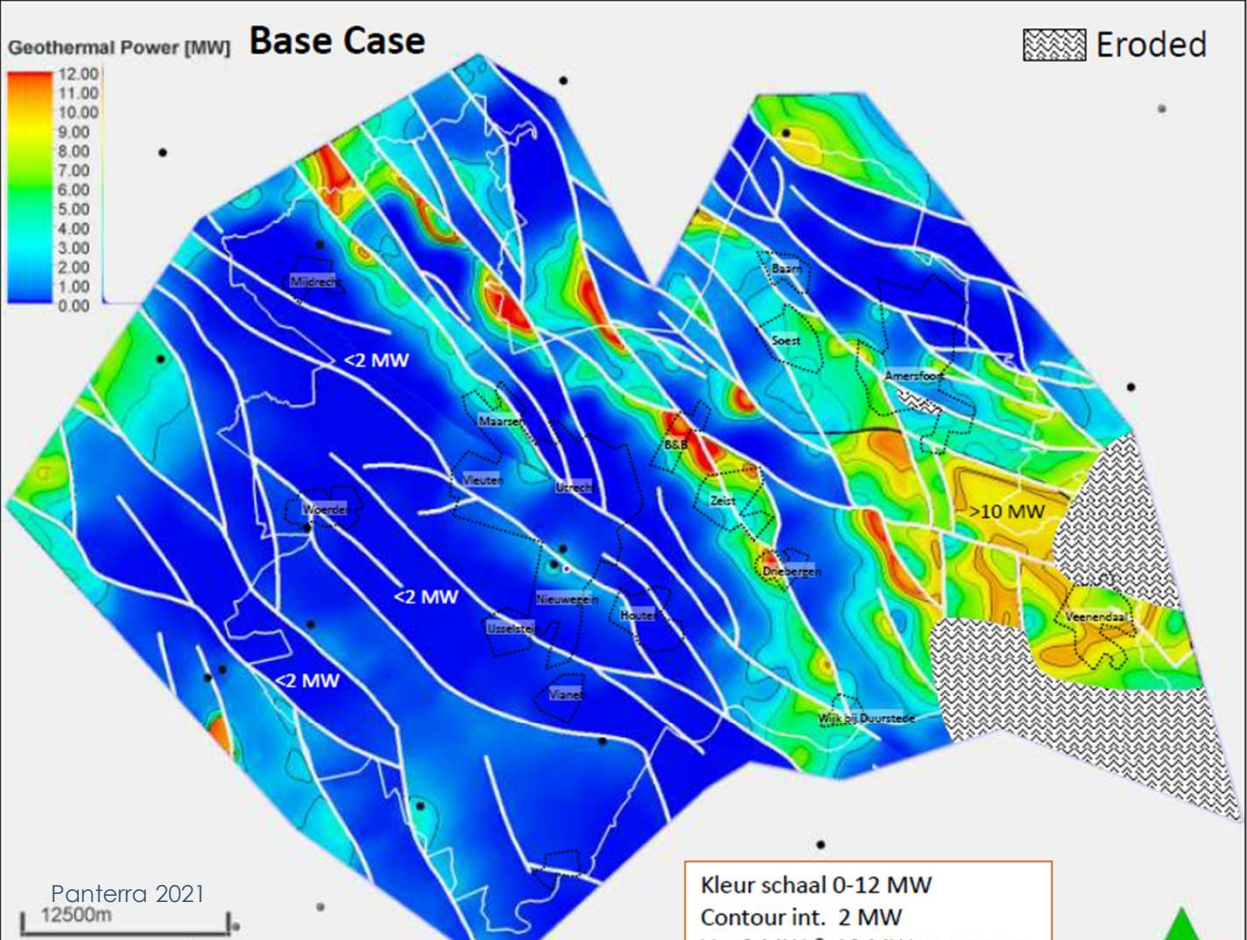 Geothermal Power [MW]
Base Case
Eroded
12.00
11.00
10.00
9.00
8.00
7.00
6.00
5.00
4.00
3.00
2.00
1.00
0.00
Mijdrecht
Baarn
Soest
<2 MW
Amersfoort
Maarsen
B&B
Vleuten
Utrecht
Zeist
Woerden
>10 MW
Driebergen
<2 MW
Nieuwegein
Houten
Veenendaal
IJsselstein
<2 MW
Vianen
Wijk bij Duurstede
Panterra 2021
12500m
Kleur schaal 0-12 MW
Contour int. 2 MW